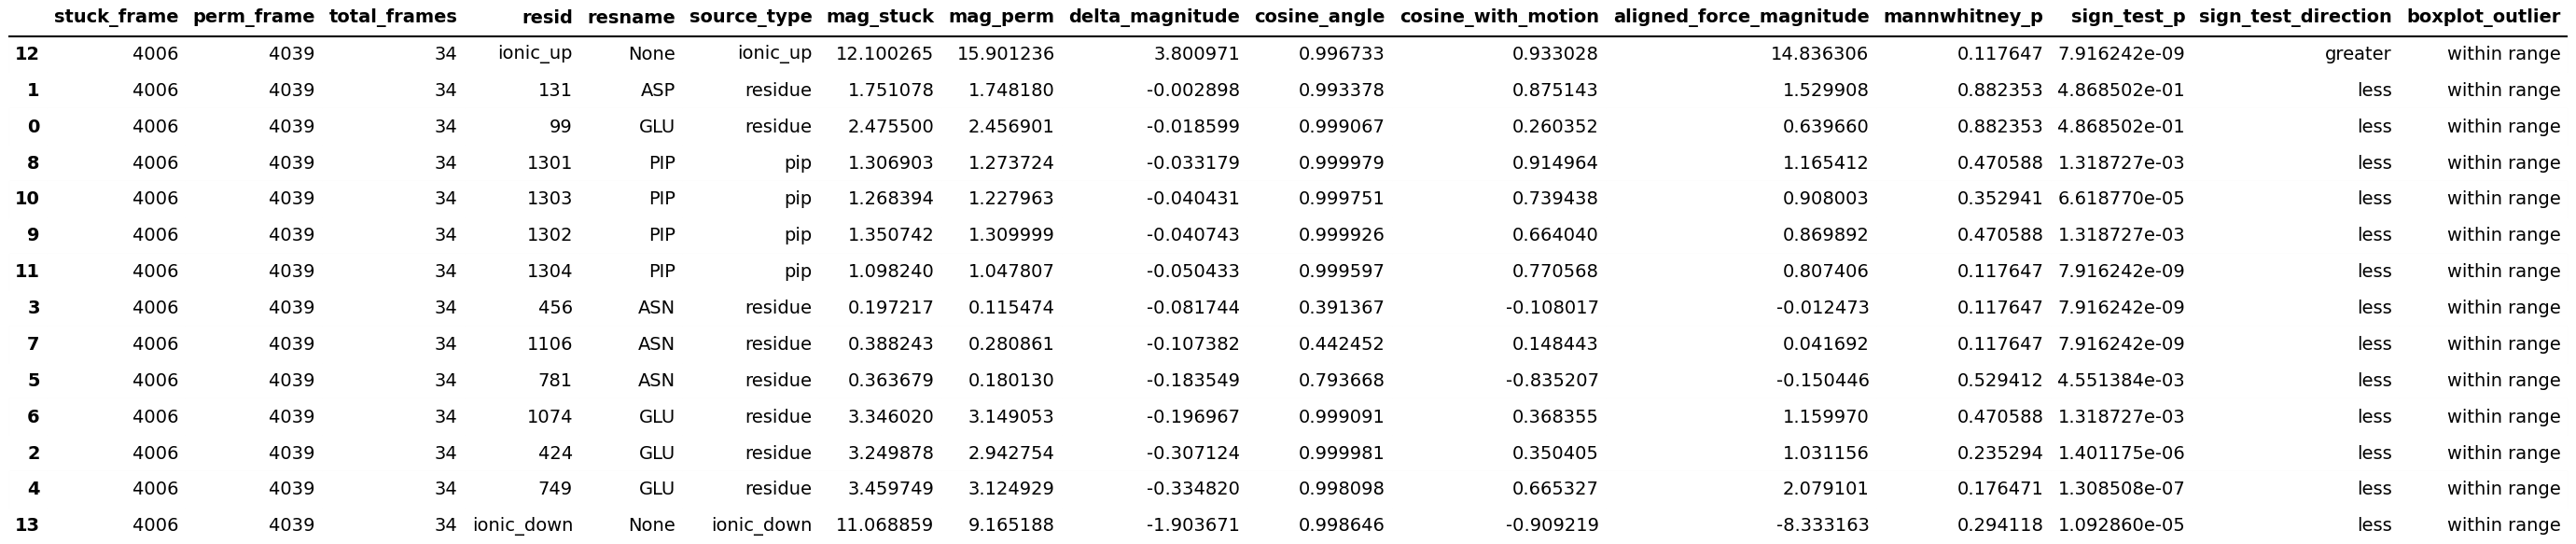 stuck_frame perm_frame total_frames resid resname source_type mag_stuck mag_perm delta_magnitude cosine_angle cosine_with_motion aligned_force_magnitude mannwhitney_p sign_test_p sign_test_direction boxplot_outlier
12 4006 4039 34 ionic_up None ionic_up 12.100265 15.901236 3.800971 0.996733 0.933028 14.836306 0.117647 7.916242e-09 greater within range
1 4006 4039 34 131 ASP residue 1.751078 1.748180 -0.002898 0.993378 0.875143 1.529908 0.882353 4.868502e-01 less within range
0 4006 4039 34 99 GLU residue 2.475500 2.456901 -0.018599 0.999067 0.260352 0.639660 0.882353 4.868502e-01 less within range
8 4006 4039 34 1301 PIP pip 1.306903 1.273724 -0.033179 0.999979 0.914964 1.165412 0.470588 1.318727e-03 less within range
10 4006 4039 34 1303 PIP pip 1.268394 1.227963 -0.040431 0.999751 0.739438 0.908003 0.352941 6.618770e-05 less within range
9 4006 4039 34 1302 PIP pip 1.350742 1.309999 -0.040743 0.999926 0.664040 0.869892 0.470588 1.318727e-03 less within range
11 4006 4039 34 1304 PIP pip 1.098240 1.047807 -0.050433 0.999597 0.770568 0.807406 0.117647 7.916242e-09 less within range
3 4006 4039 34 456 ASN residue 0.197217 0.115474 -0.081744 0.391367 -0.108017 -0.012473 0.117647 7.916242e-09 less within range
7 4006 4039 34 1106 ASN residue 0.388243 0.280861 -0.107382 0.442452 0.148443 0.041692 0.117647 7.916242e-09 less within range
5 4006 4039 34 781 ASN residue 0.363679 0.180130 -0.183549 0.793668 -0.835207 -0.150446 0.529412 4.551384e-03 less within range
6 4006 4039 34 1074 GLU residue 3.346020 3.149053 -0.196967 0.999091 0.368355 1.159970 0.470588 1.318727e-03 less within range
2 4006 4039 34 424 GLU residue 3.249878 2.942754 -0.307124 0.999981 0.350405 1.031156 0.235294 1.401175e-06 less within range
4 4006 4039 34 749 GLU residue 3.459749 3.124929 -0.334820 0.998098 0.665327 2.079101 0.176471 1.308508e-07 less within range
13 4006 4039 34 ionic_down None ionic_down 11.068859 9.165188 -1.903671 0.998646 -0.909219 -8.333163 0.294118 1.092860e-05 less within range